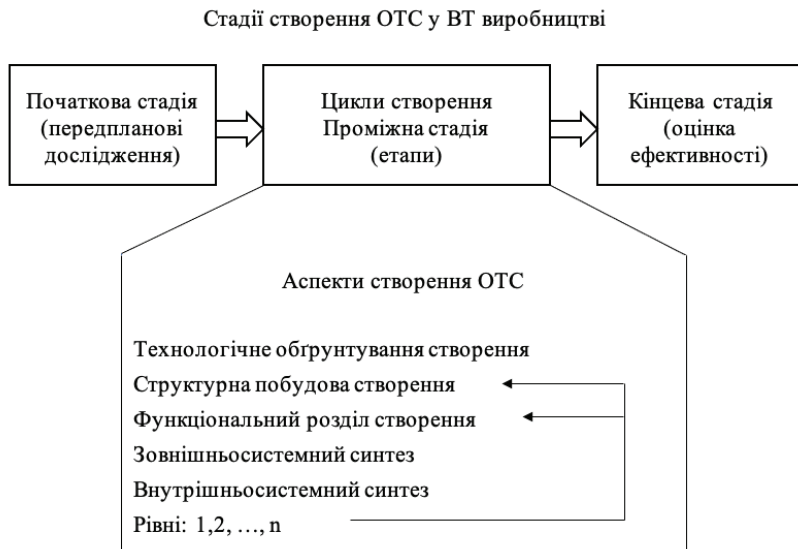 Стадії створення ОТС у ВТ виробництві
Початкова стадія
(передпланові
дослідження)
Цикли створення
Проміжна стадія
(етапи)
Кінцева стадія
(оцінка
ефективності)
Аспекти створення ОТС
Технологічне обґрунтування створення
Структурна побудова створення
Функціональний розділ створення
Зовнішньосистемний синтез
Внутрішньосистемний синтез
Рівні: 1,2, …, n